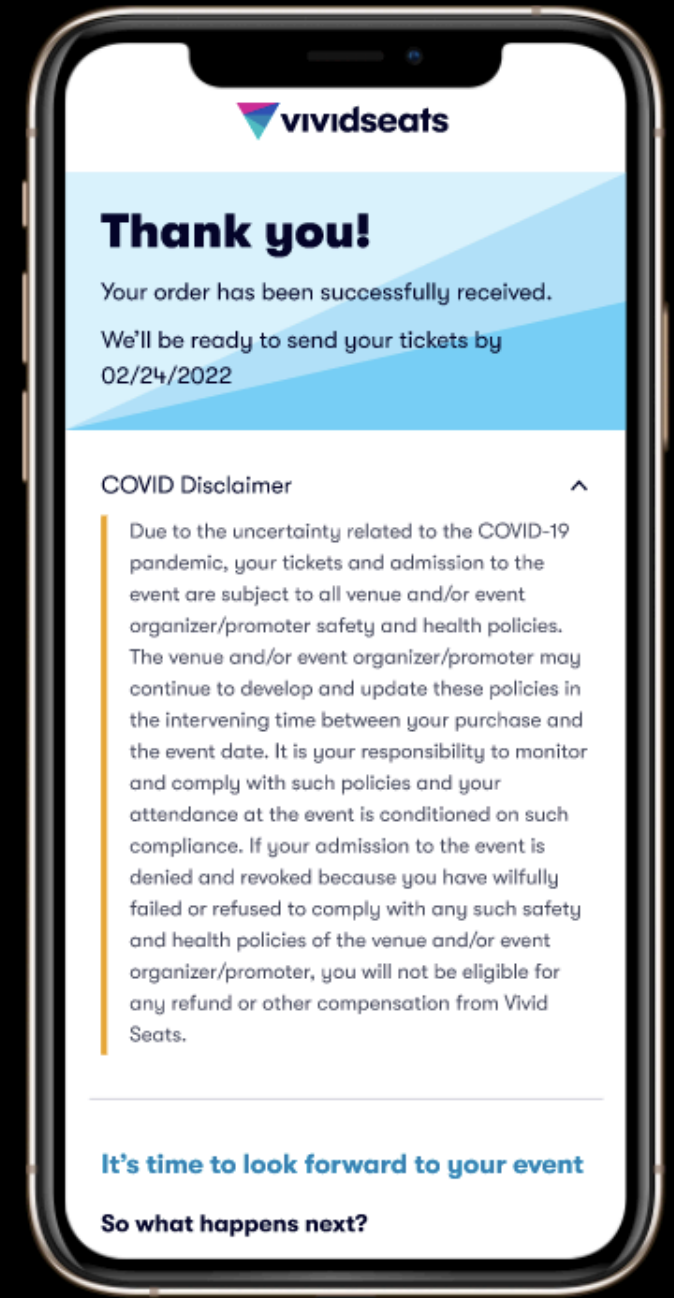 vividseats
Thank you!
Your order has been successfully received.
We'll be ready to send your tickets by
02/24/2022
COVID Disclaimer
Due to the uncertainty related to the COVID-19
pandemic, your tickets and admission to the
event are subject to all venue and/or event
organizer/promoter safety and health policies.
The venue and/or event organizer/promoter may
continue to develop and update these policies in
the intervening time between your purchase and
the event date. It is your responsibility to monitor
and comply with such policies and your
attendance at the event is conditioned on such
compliance. If your admission to the event is
denied and revoked because you have wilfully
failed or refused to comply with any such safety
and health policies of the venue and/or event
organizer/promoter, you will not be eligible for
any refund or other compensation from Vivid
Seats.
It's time to look forward to your event
So what happens next?